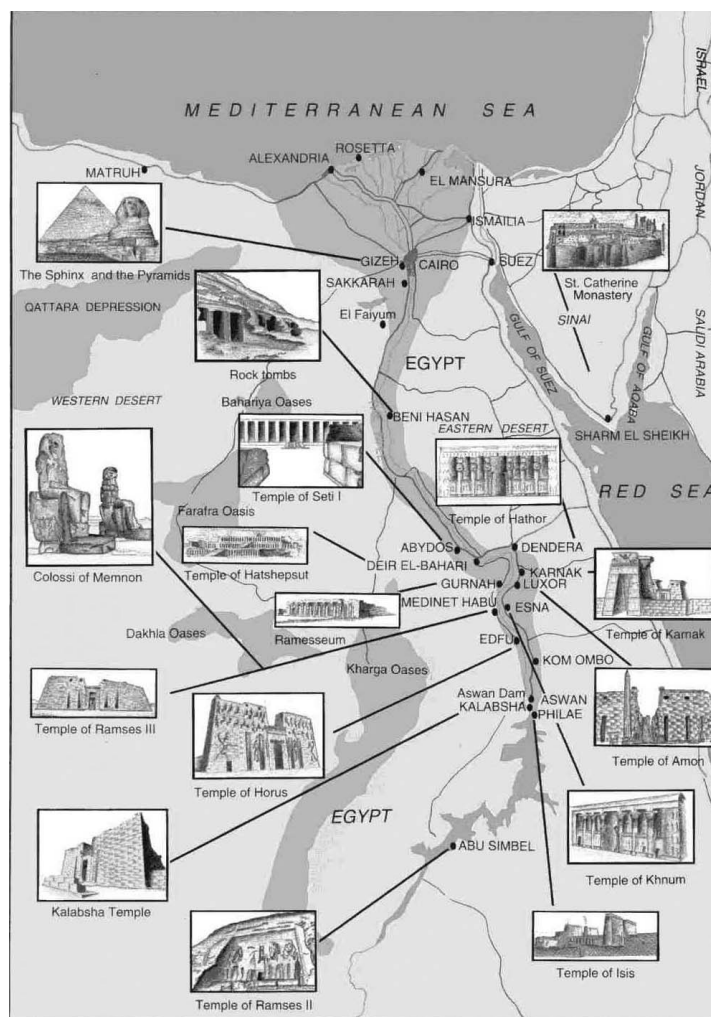 MEDITERRANEAN SEA
ISRAEL
ROSETTA
ALEXANDRIA
MATRUH
EL MANSURA
JORDAN
ISMAILIA
GIZEH
CAIRO
SUEZ
The Sphinx and the Pyramids
SAKKARAH
St. Catherine
Monastery
QATTARA DEPRESSION
El Faiyum
SINAI
GULF OF SUEZ
GULF OF AQABA
SAUDI ARABIA
EGYPT
Rock tombs
WESTERN DESERT
Bahariya Oases
BENI HASAN
EASTERN DESERT
SHARM EL SHEIKH
Temple of Seti I
RED SEA
Farafra Oasis
Temple of Hathor
ABYDOS
DENDERA
Colossi of Memnon
Temple of Hatshepsut
DEIR EL-BAHARI
KARNAK
GURNAH
LUXOR
MEDINET HABU
ESNA
Temple of Karnak
Dakhla Oases
Ramesseum
EDFU
Kharga Oases
KOM OMBO
Aswan Dam
ASWAN
KALABSHA
PHILAE
Temple of Ramses III
Temple of Amon
Temple of Horus
EGYPT
ABU SIMBEL
Temple of Khnum
Kalabsha Temple
Temple of Isis
Temple of Ramses II